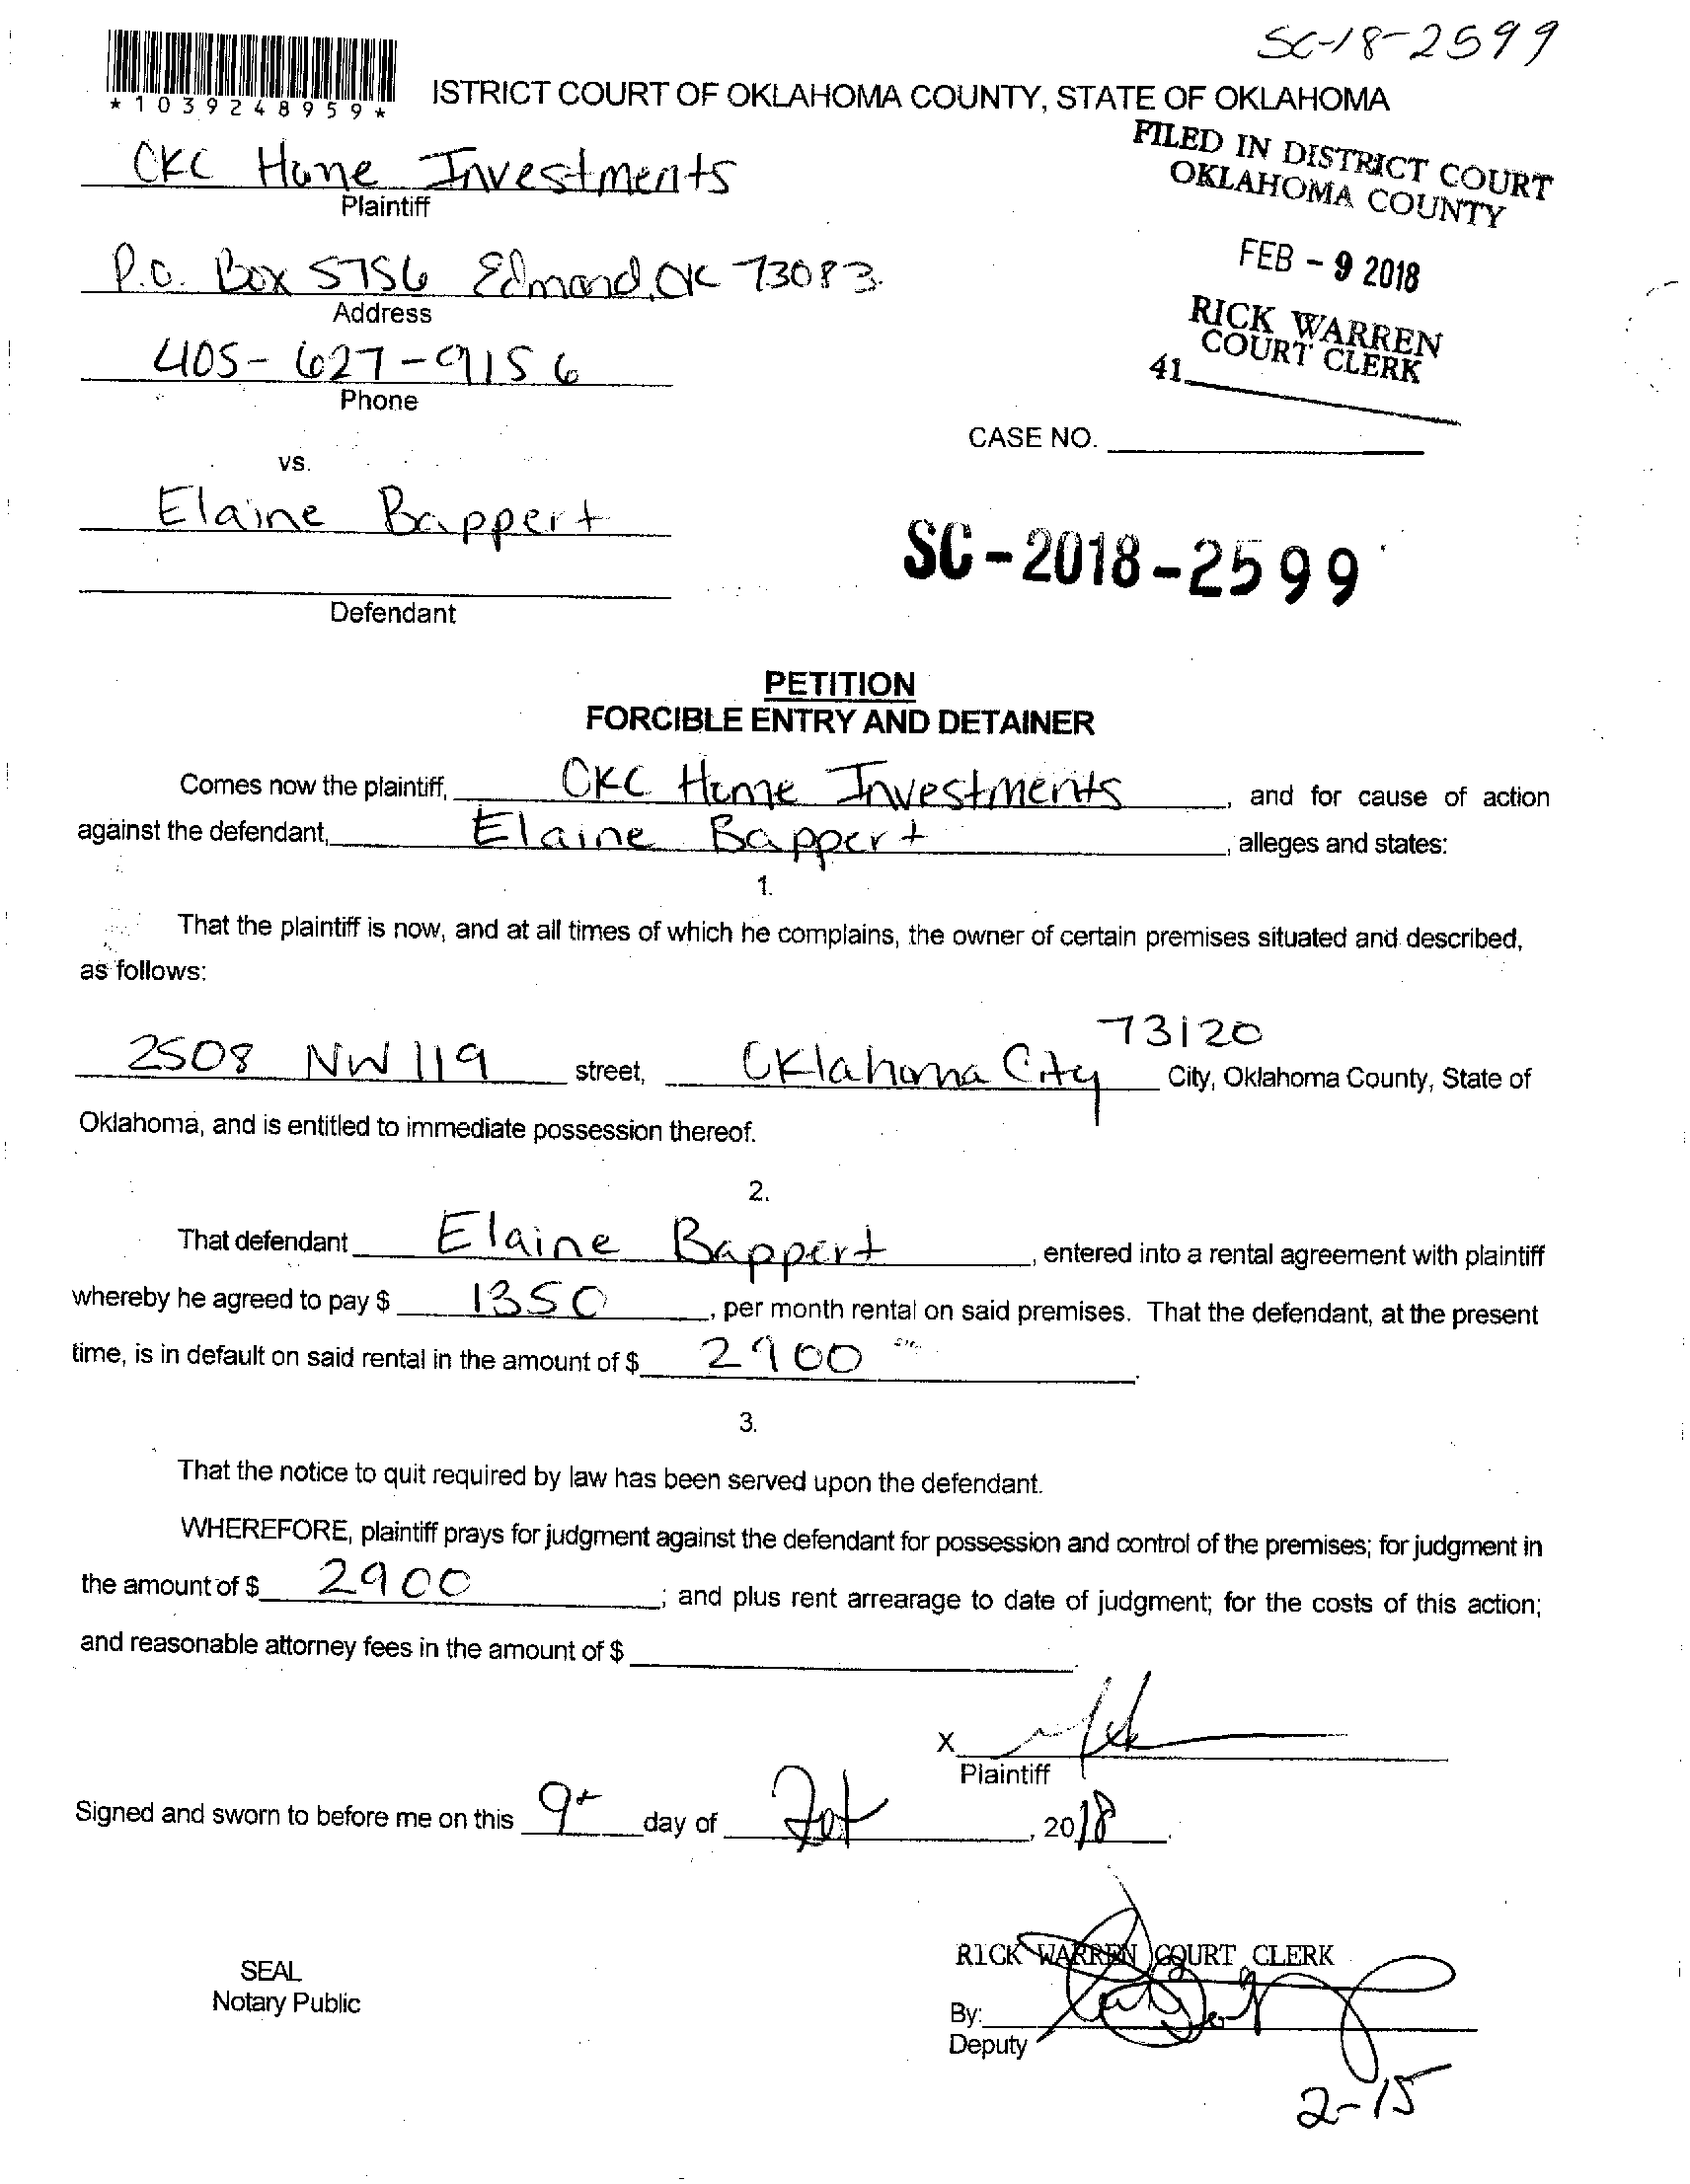 SC-18-2599
*1039248959*
ISTRICT COURT OF OKLAHOMA COUNTY, STATE OF OKLAHOMA
FILED IN DISTRICT COURT
OKLAHOMA COUNTY
CKC Home Investments
Plaintiff
FEB - 9 2018
P.O. Box 5756 Edmond, OK 73083
Address
RICK WARREN
COURT CLERK
405-627-9156
41
Phone
CASE NO.
vs.
Elaine Bappert
SC-2018-2599
Defendant
PETITION
FORCIBLE ENTRY AND DETAINER
Comes now the plaintiff, CKC Home Investments, and for cause of action
against the defendant, Elaine Bappert, alleges and states:
1.
That the plaintiff is now, and at all times of which he complains, the owner of certain premises situated and described,
as follows:
73120
2508 NW 119 street, Oklahoma City City, Oklahoma County, State of
Oklahoma, and is entitled to immediate possession thereof.
2.
That defendant Elaine Bappert, entered into a rental agreement with plaintiff
whereby he agreed to pay $ 1350, per month rental on said premises. That the defendant, at the present
time, is in default on said rental in the amount of $ 2900.
3.
That the notice to quit required by law has been served upon the defendant.
WHEREFORE, plaintiff prays for judgment against the defendant for possession and control of the premises; for judgment in
the amount of $ 2900; and plus rent arrearage to date of judgment; for the costs of this action;
and reasonable attorney fees in the amount of $
X
Plaintiff
Signed and sworn to before me on this 9th day of Feb, 2018.
RICK WARREN COURT CLERK
SEAL
Notary Public
By:
Deputy
2-15